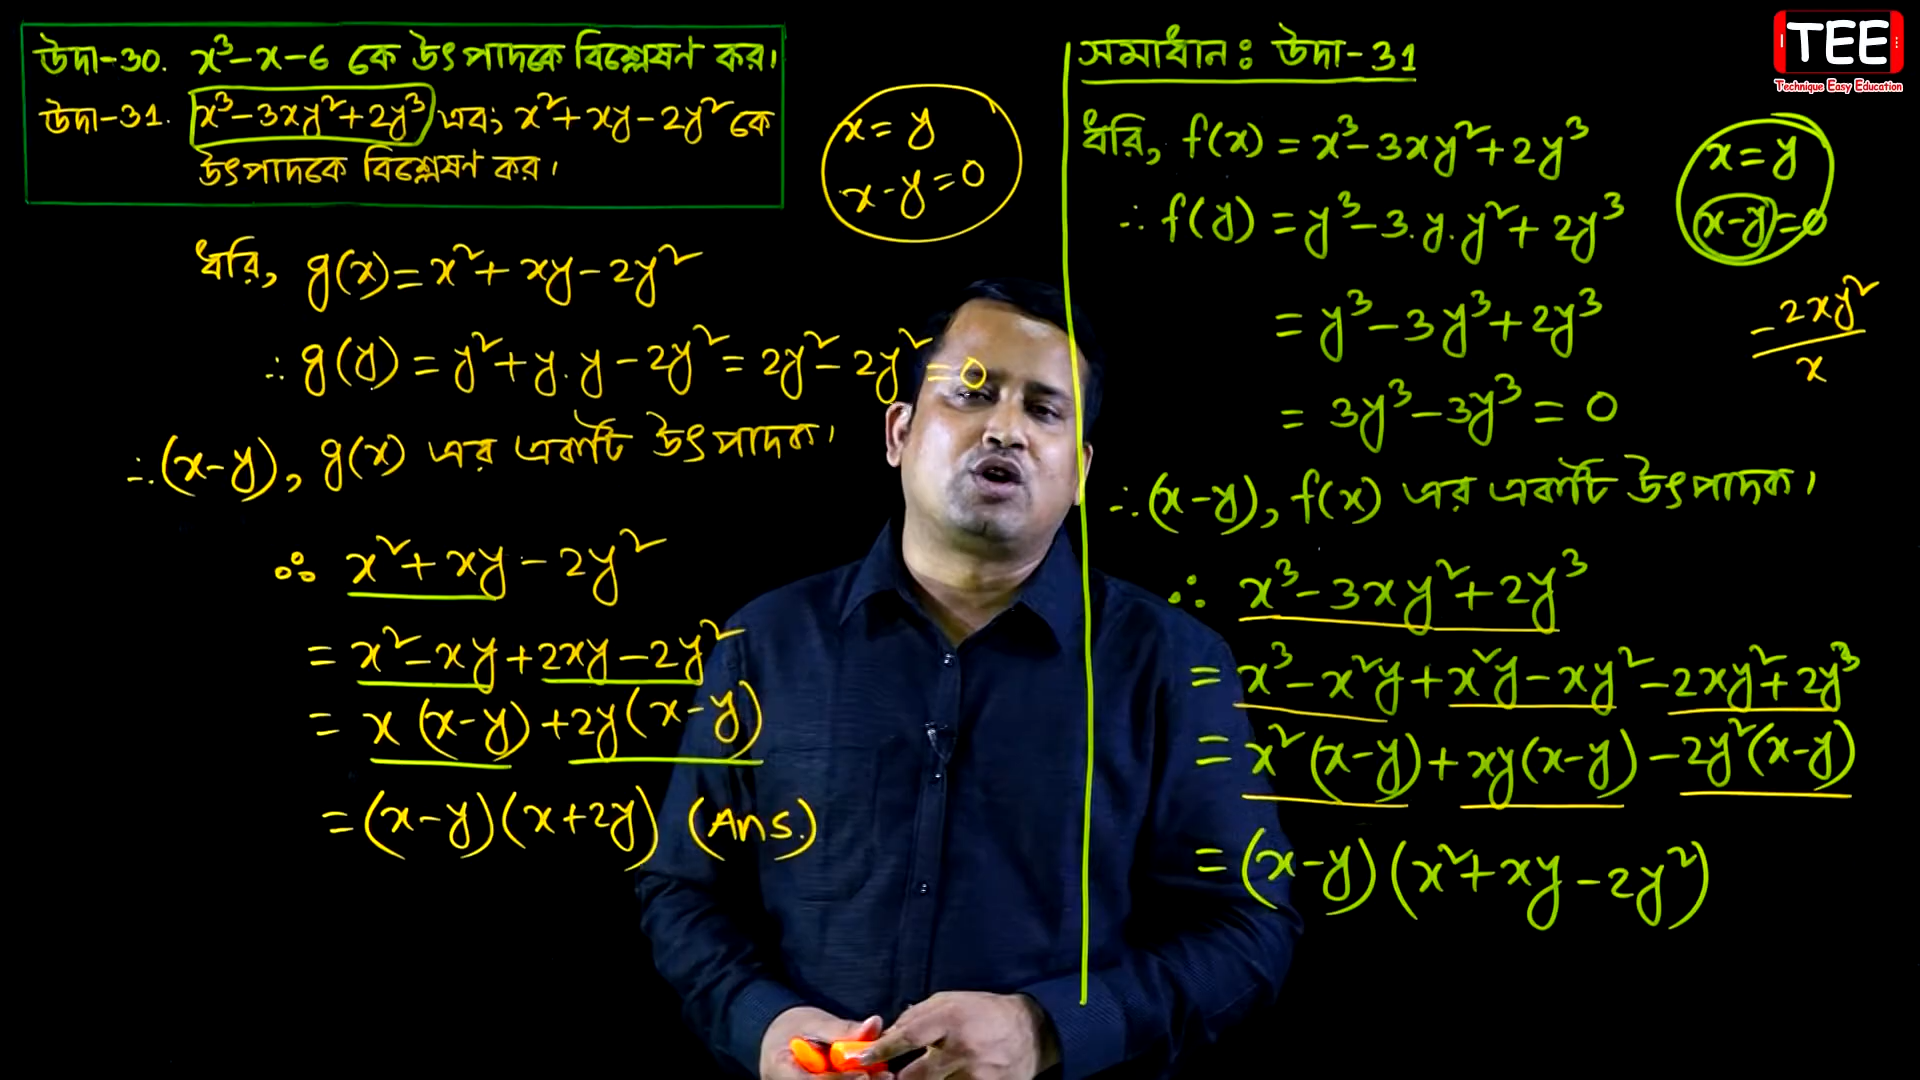 উদা-30. x³-x-6 কে উৎপাদকে বিশ্লেষণ কর।
উদা-31. x³-3xy²+2y³ এবং x²+xy-2y² কে
উৎপাদকে বিশ্লেষণ কর।
x=y
x-y=0
ধরি, g(x)=x²+xy-2y²
∴ g(y)=y²+y.y-2y²=2y²-2y²=0
∴(x-y), g(x) এর একটি উৎপাদক।
∴ x²+xy-2y²
=x²-xy+2xy-2y²
=x(x-y)+2y(x-y)
=(x-y)(x+2y) (Ans.)
সমাধান: উদা-31
ধরি, f(x)=x³-3xy²+2y³
∴ f(y)=y³-3.y.y²+2y³
=y³-3y³+2y³
=3y³-3y³=0
∴(x-y), f(x) এর একটি উৎপাদক।
∴ x³-3xy²+2y³
=x³-x²y+x²y-xy²-2xy²+2y³
=x²(x-y)+xy(x-y)-2y²(x-y)
=(x-y)(x²+xy-2y²)
x=y
(x-y)=0
-2xy²
x
TEE
Technique Easy Education